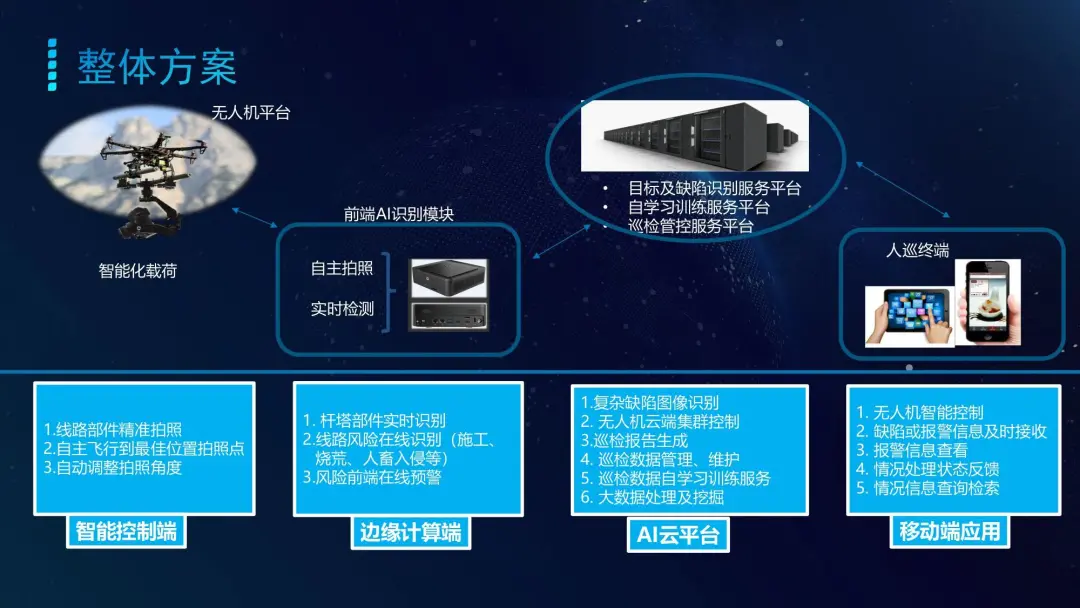 整体方案
无人机平台
智能化载荷
前端AI识别模块
自主拍照
实时检测
• 目标及缺陷识别服务平台
• 自学习训练服务平台
• 巡检管控服务平台
人巡终端
1.线路部件精准拍照
2.自主飞行到最佳位置拍照点
3.自动调整拍照角度
智能控制端
1. 杆塔部件实时识别
2.线路风险在线识别（施工、
烧荒、人畜入侵等）
3.风险前端在线预警
边缘计算端
1.复杂缺陷图像识别
2. 无人机云端集群控制
3.巡检报告生成
4. 巡检数据管理、维护
5. 巡检数据自学习训练服务
6. 大数据处理及挖掘
AI云平台
1. 无人机智能控制
2. 缺陷或报警信息及时接收
3. 报警信息查看
4. 情况处理状态反馈
5. 情况信息查询检索
移动端应用